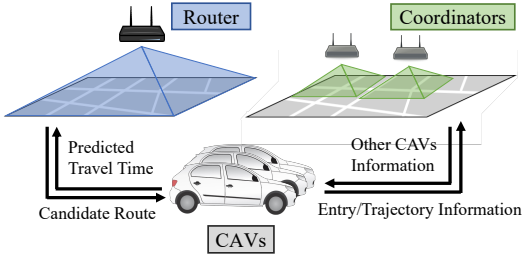 Router
Coordinators
Predicted
Travel Time
Candidate Route
Other CAVs
Information
Entry/Trajectory Information
CAVs